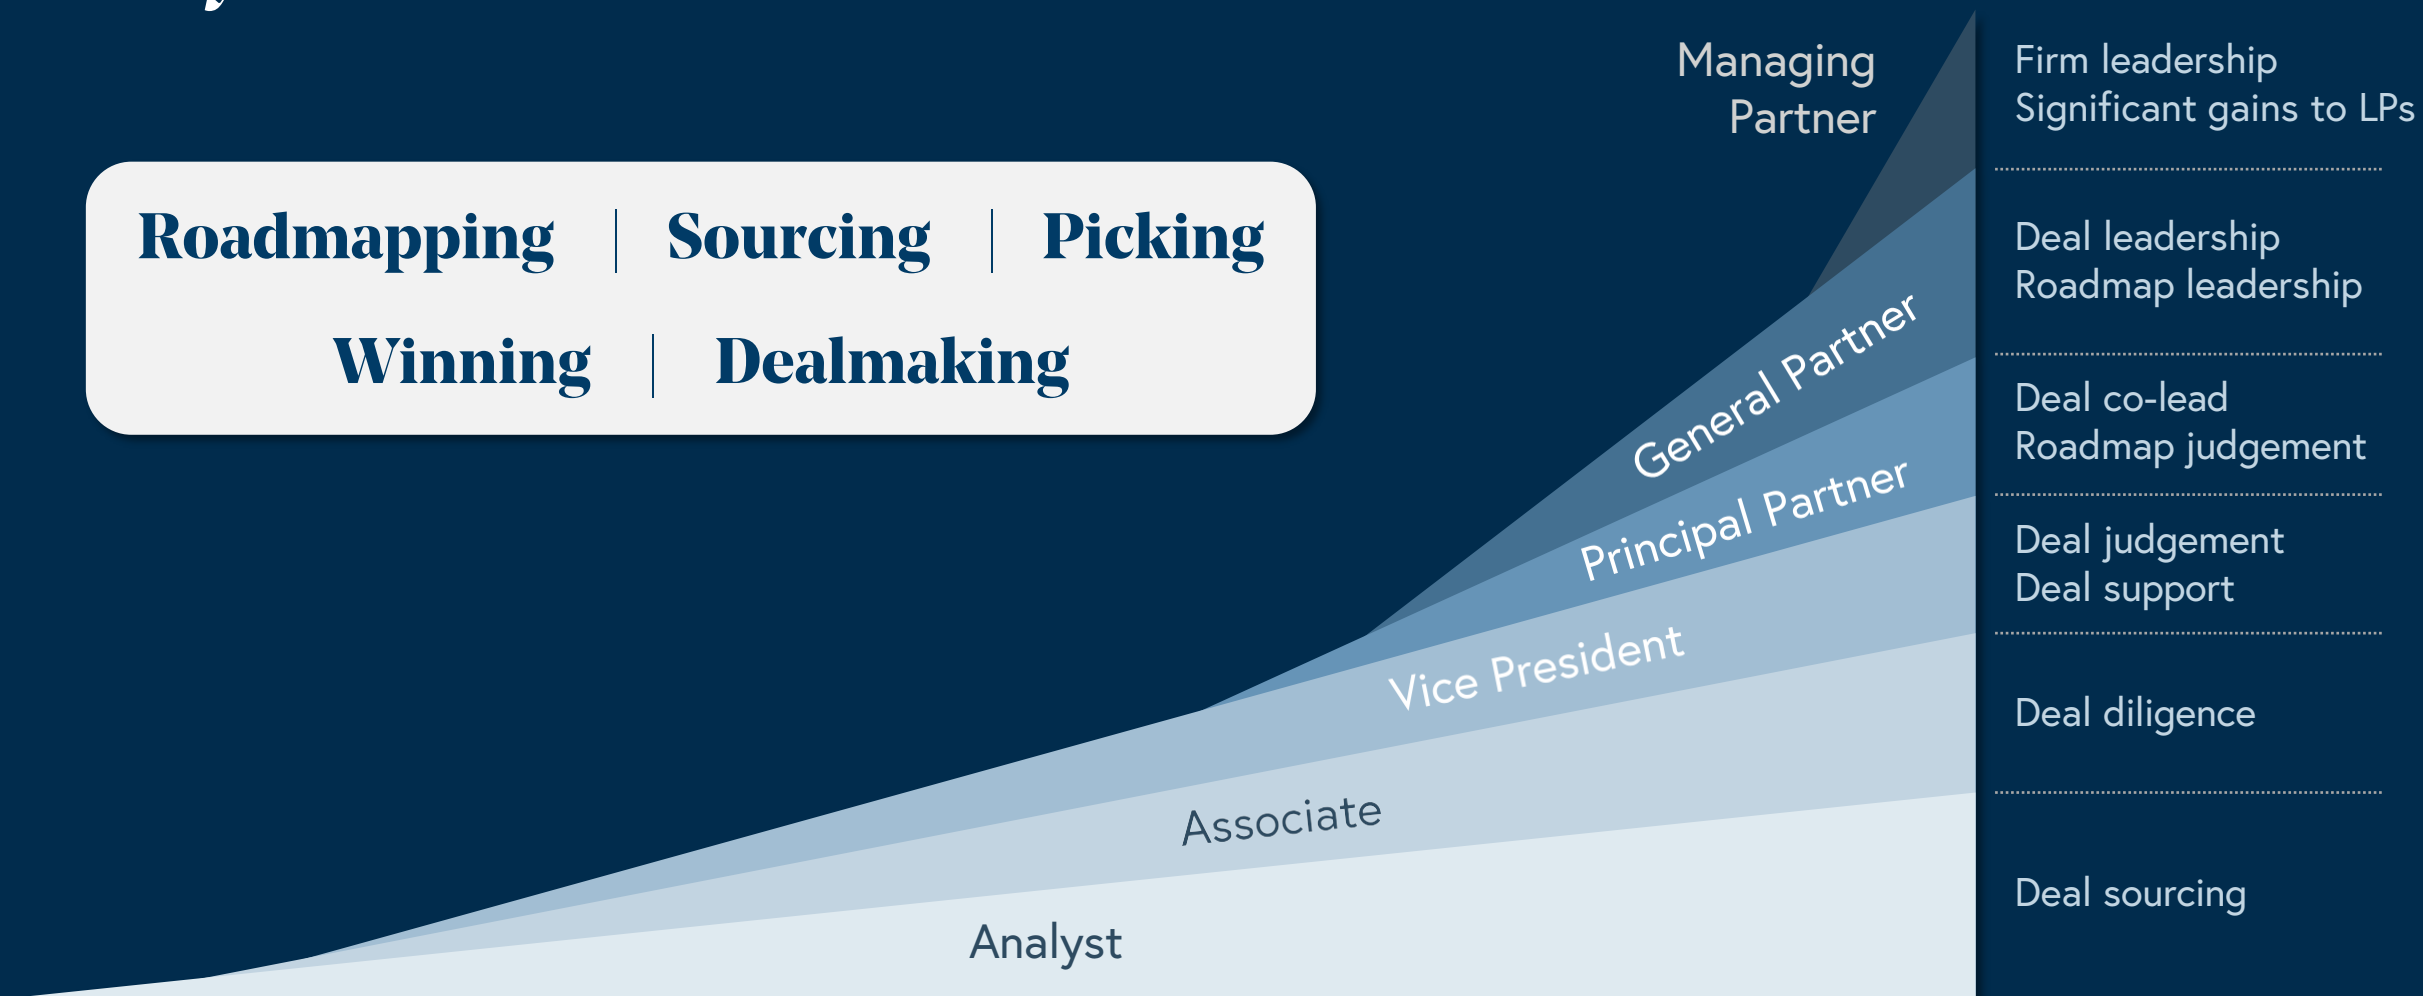 Roadmapping | Sourcing | Picking
Winning | Dealmaking
Managing
Partner
General Partner
Principal Partner
Vice President
Associate
Analyst
Firm leadership
Significant gains to LPs
Deal leadership
Roadmap leadership
Deal co-lead
Roadmap judgement
Deal judgement
Deal support
Deal diligence
Deal sourcing